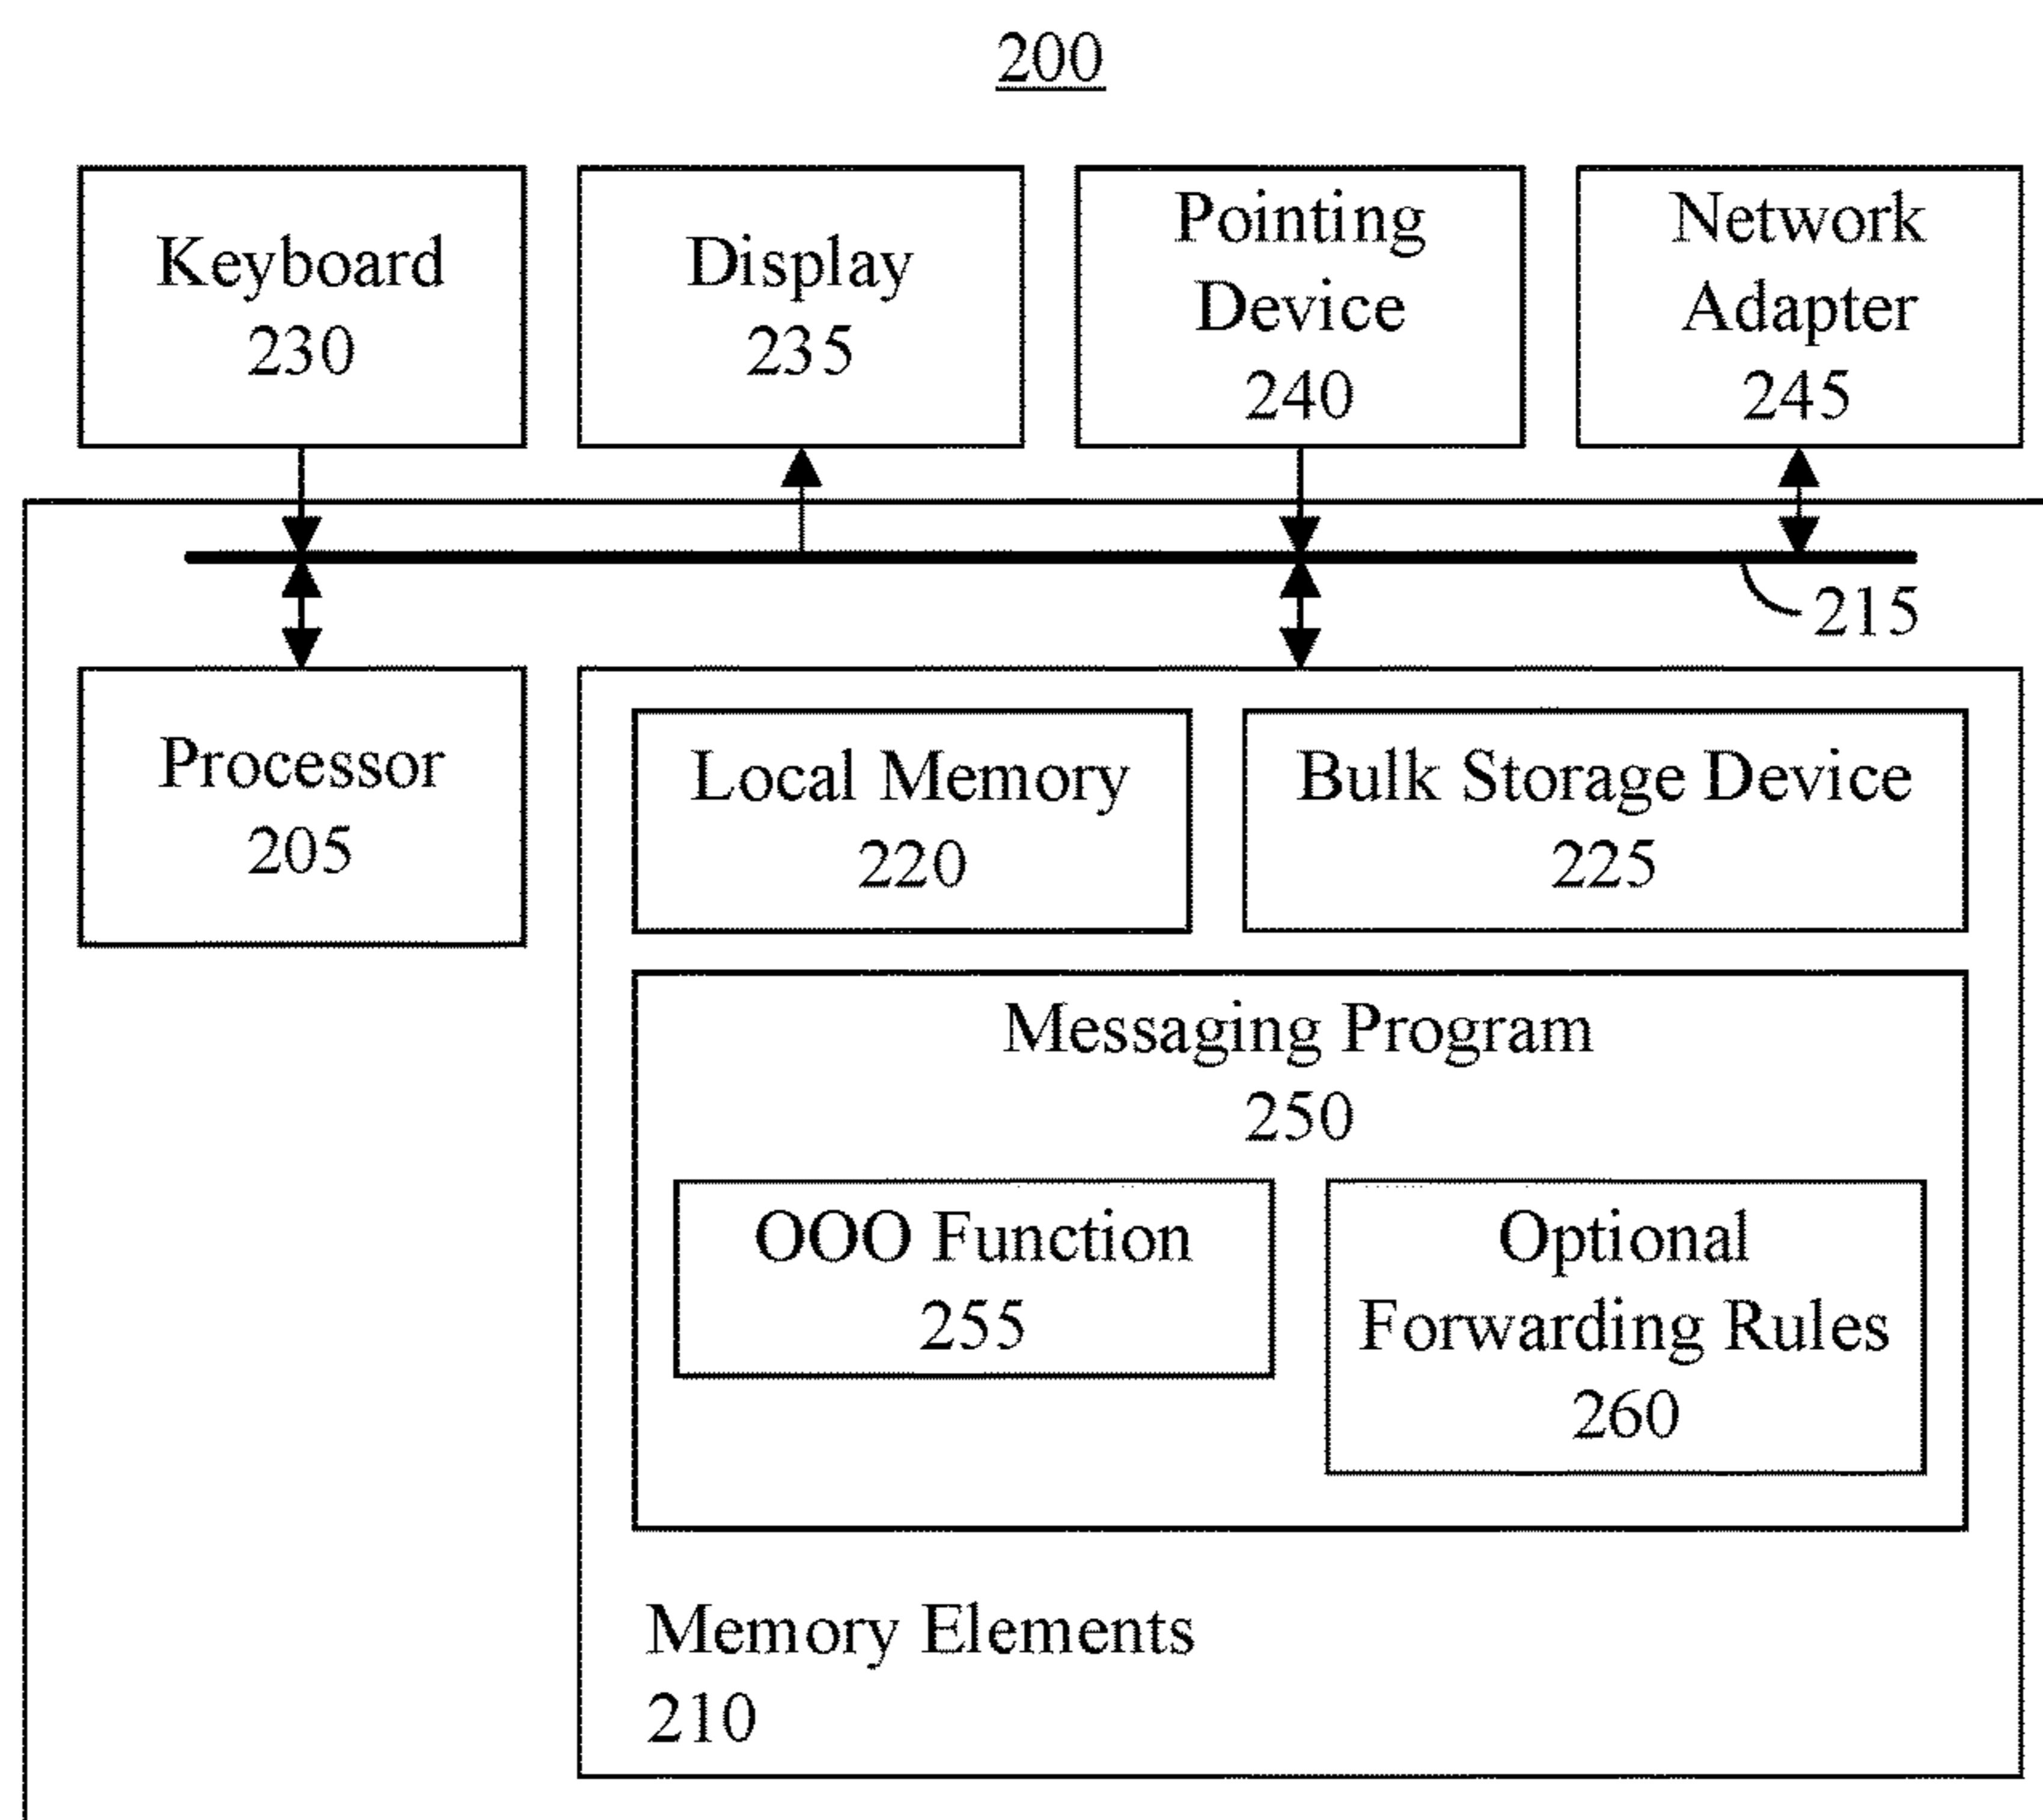 200
Keyboard
230
Display
235
Pointing
Device
240
Network
Adapter
245
215
Processor
205
Local Memory
220
Bulk Storage Device
225
Messaging Program
250
OOO Function
255
Optional
Forwarding Rules
260
Memory Elements
210